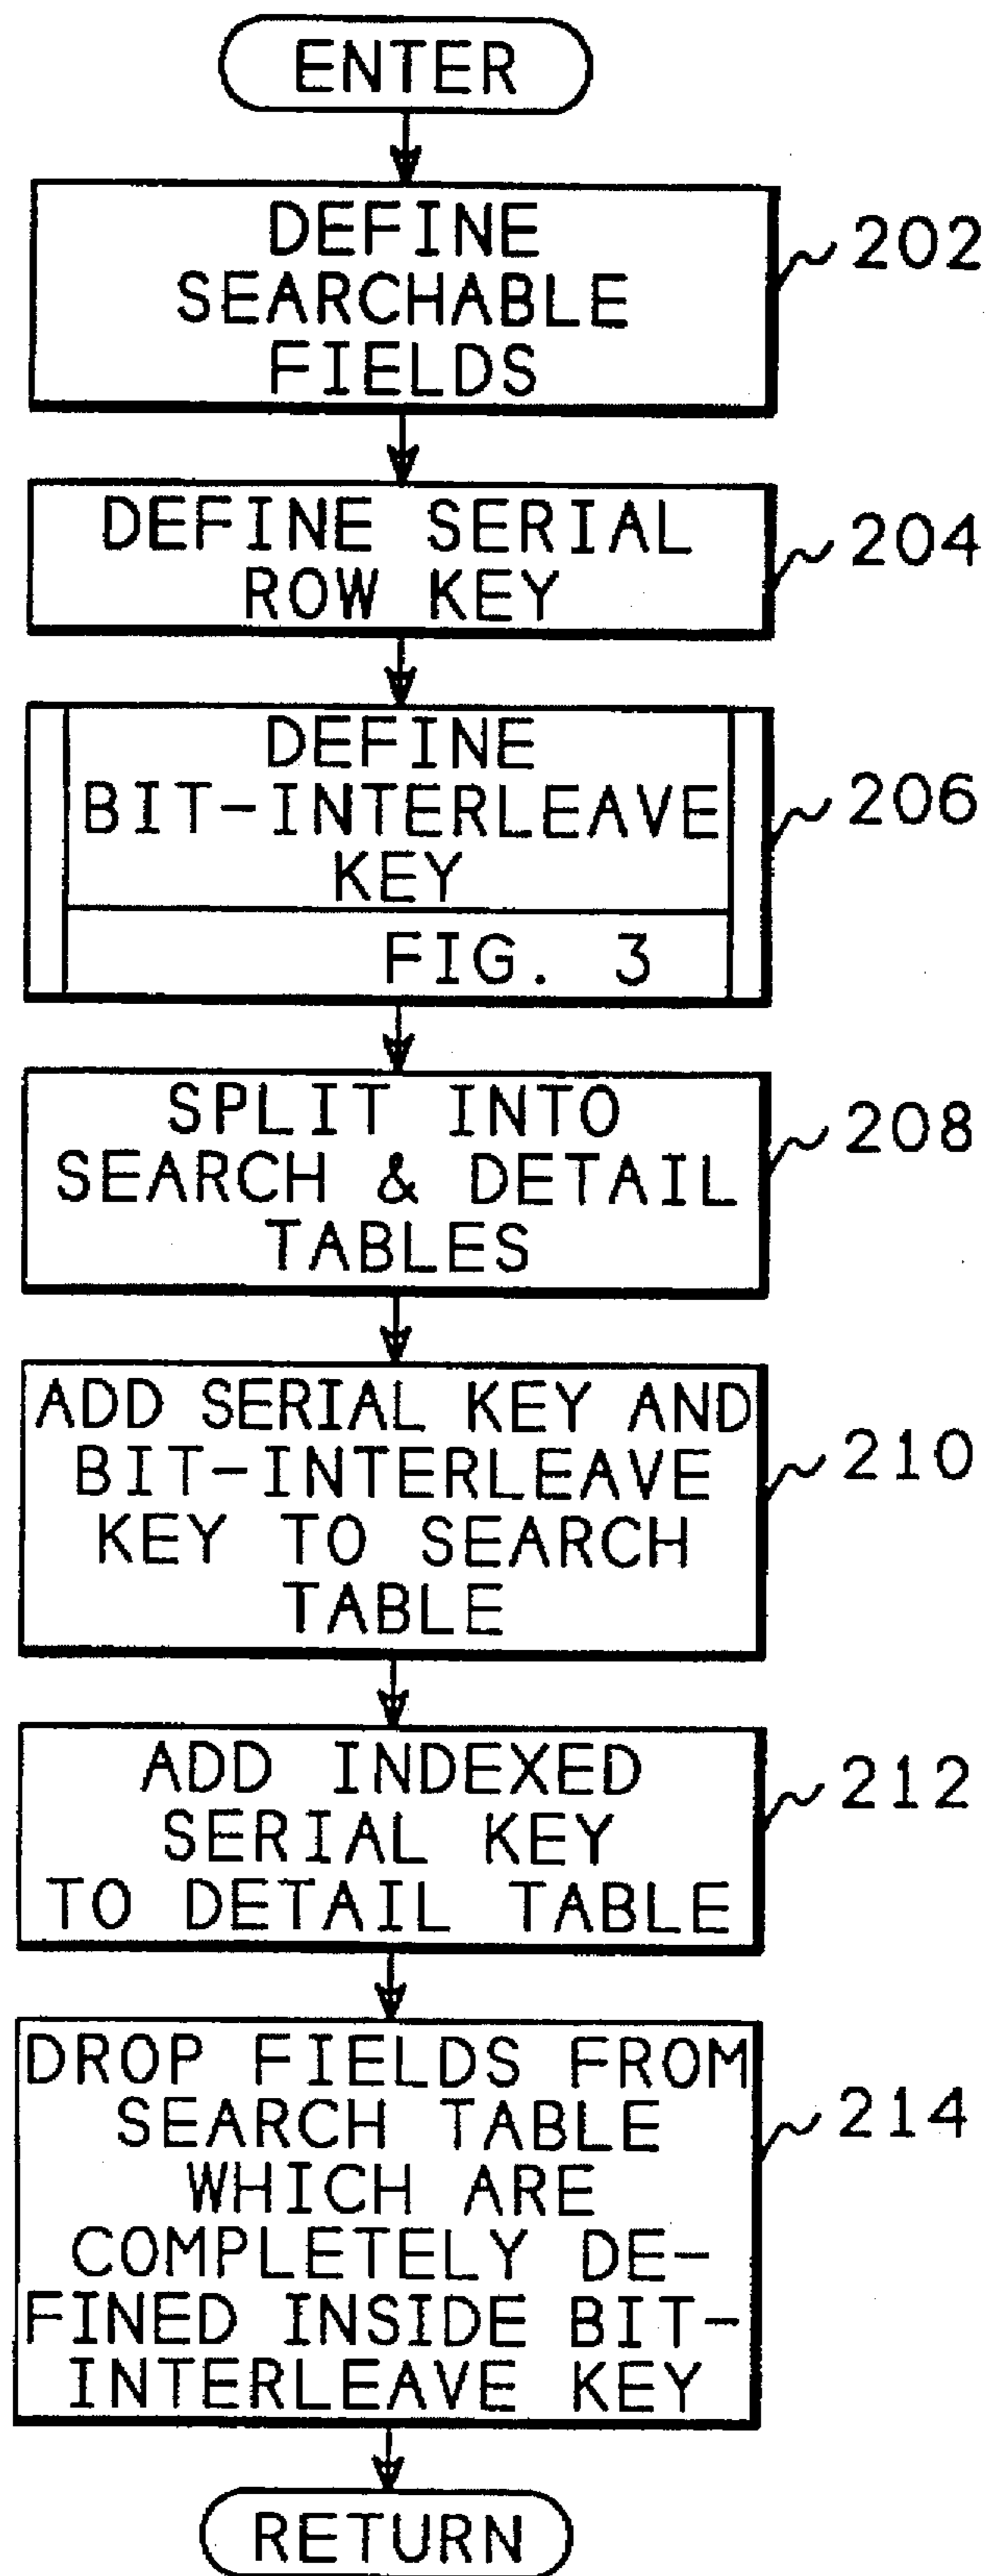 ENTER
DEFINE
SEARCHABLE
FIELDS
202
DEFINE SERIAL
ROW KEY
204
DEFINE
BIT-INTERLEAVE
KEY
FIG. 3
206
SPLIT INTO
SEARCH & DETAIL
TABLES
208
ADD SERIAL KEY AND
BIT-INTERLEAVE
KEY TO SEARCH
TABLE
210
ADD INDEXED
SERIAL KEY
TO DETAIL TABLE
212
DROP FIELDS FROM
SEARCH TABLE
WHICH ARE
COMPLETELY DE-
FINED INSIDE BIT-
INTERLEAVE KEY
214
RETURN